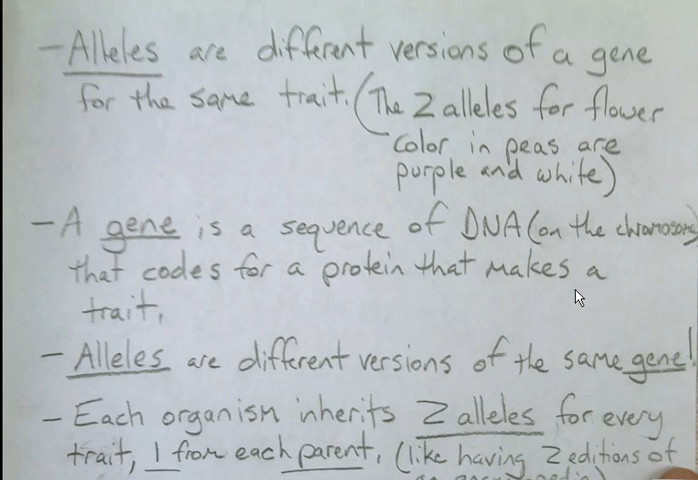 - Alleles are different versions of a gene
for the same trait. (The 2 alleles for flower
color in peas are
purple and white)
- A gene is a sequence of DNA (on the chromosome)
that codes for a protein that makes a
trait.
- Alleles are different versions of the same gene!
- Each organism inherits 2 alleles for every
trait, 1 from each parent. (like having 2 editions of